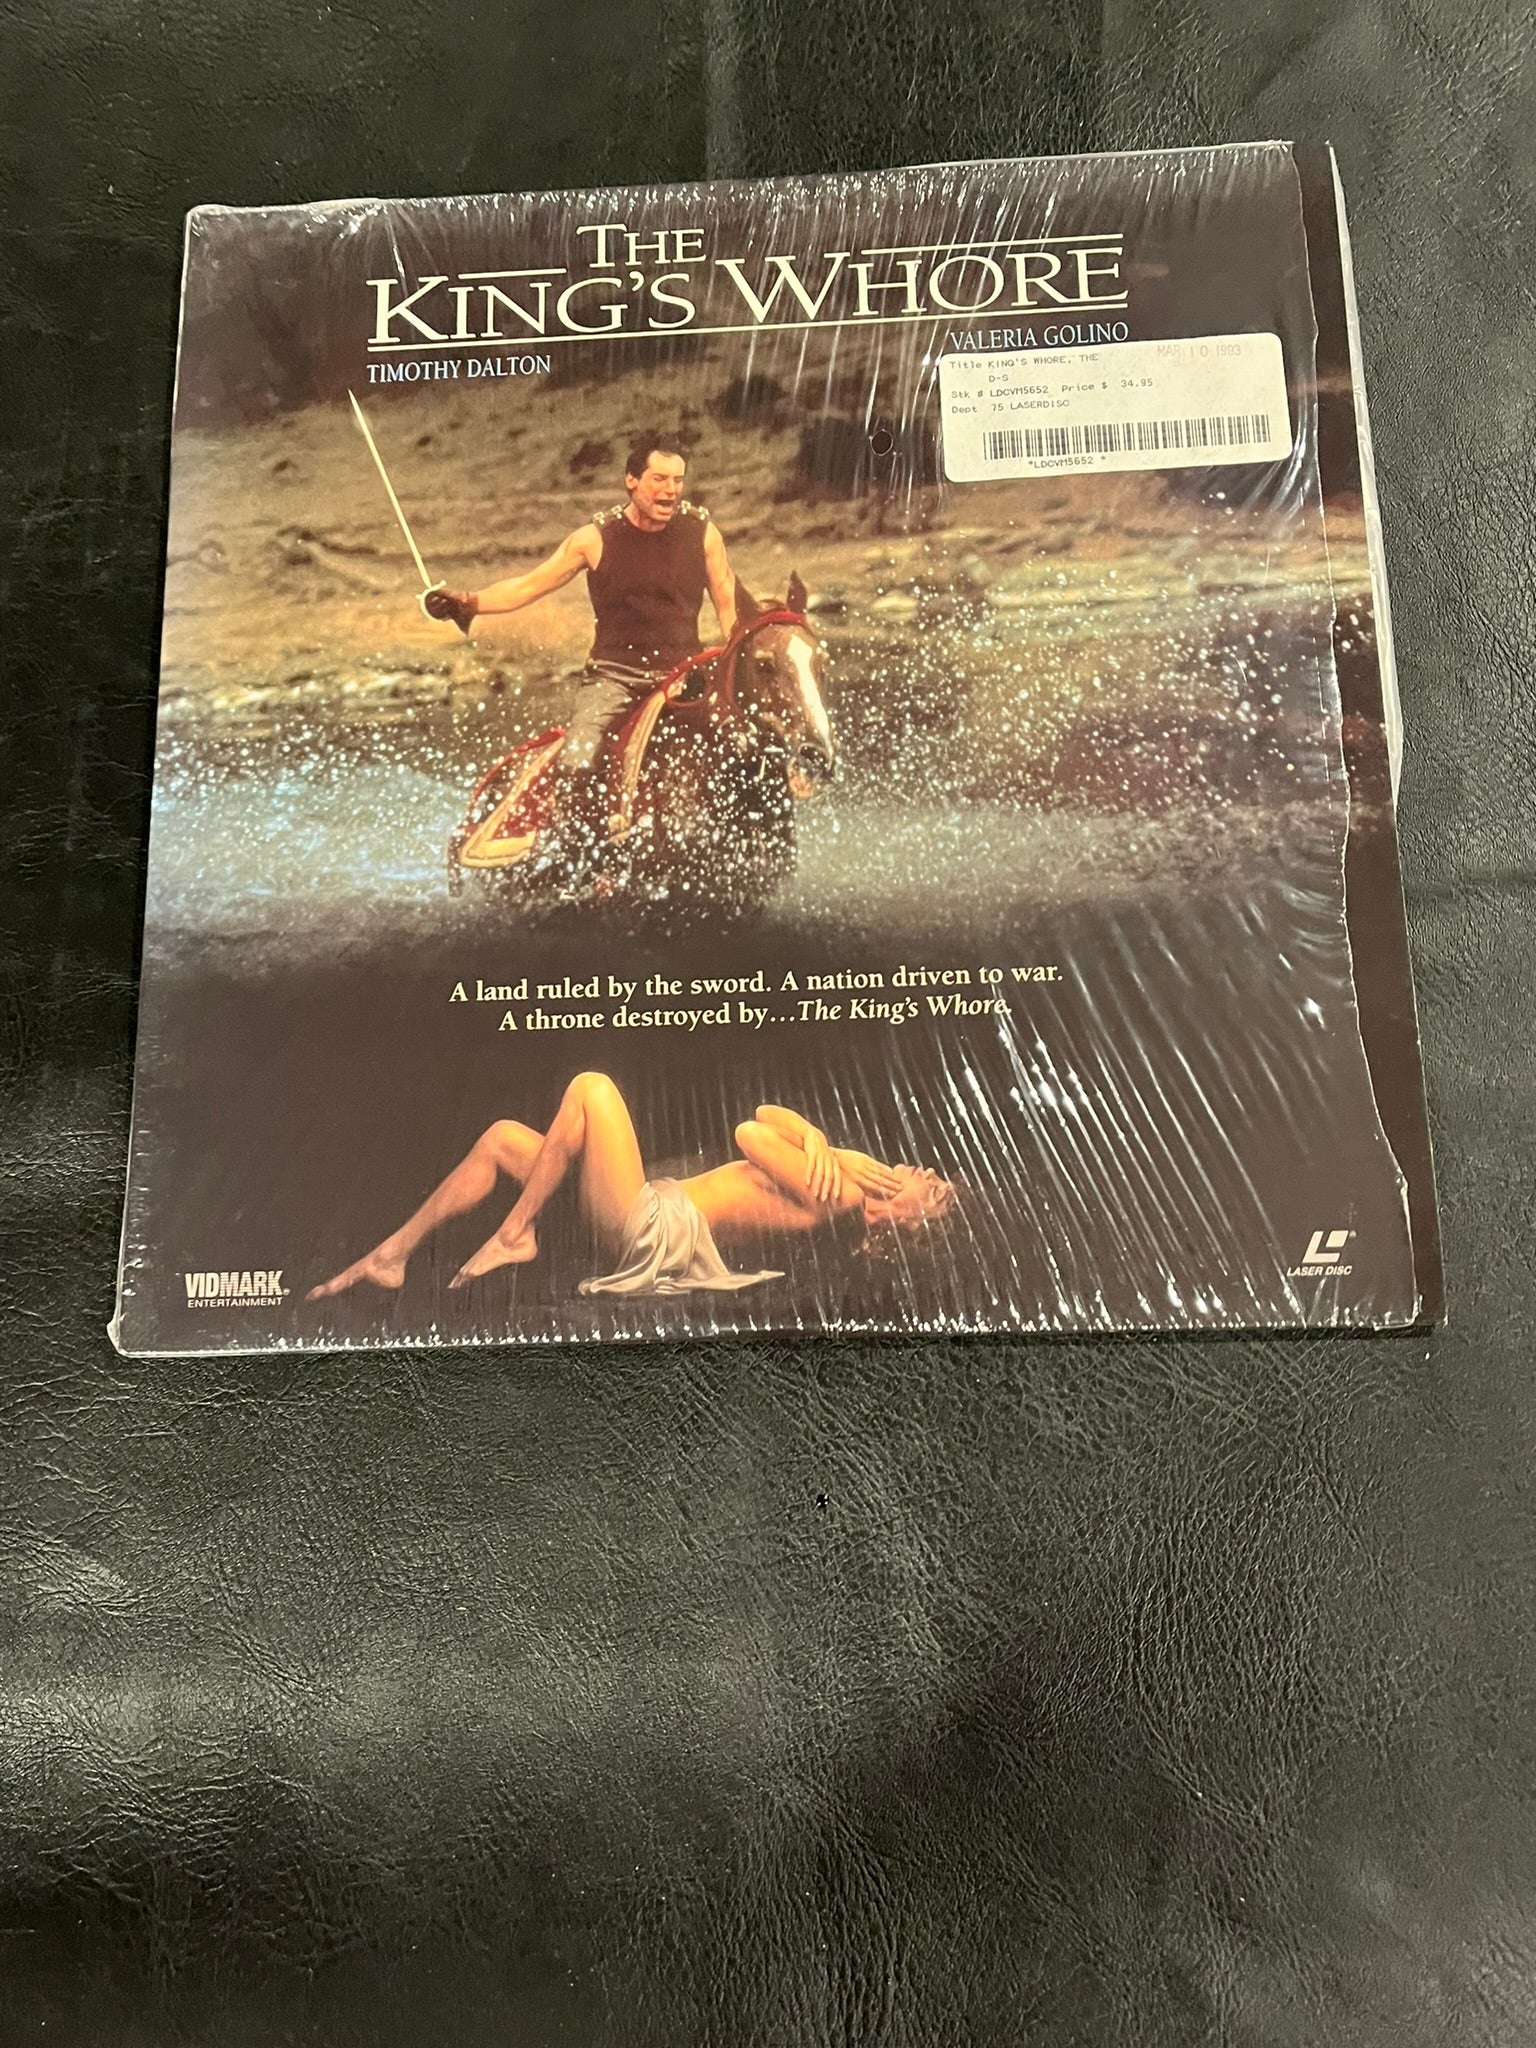 THE
KING'S WHORE
TIMOTHY DALTON
VALERIA GOLINO
Title KING'S WHORE, THE
MAR 10 1993
D-S
Stk # LDCVM5652 Price $ 34.95
Dept 75 LASERDISC
*LDCVM5652 *
A land ruled by the sword. A nation driven to war.
A throne destroyed by...The King's Whore.
VIDMARK®
ENTERTAINMENT
LASER DISC